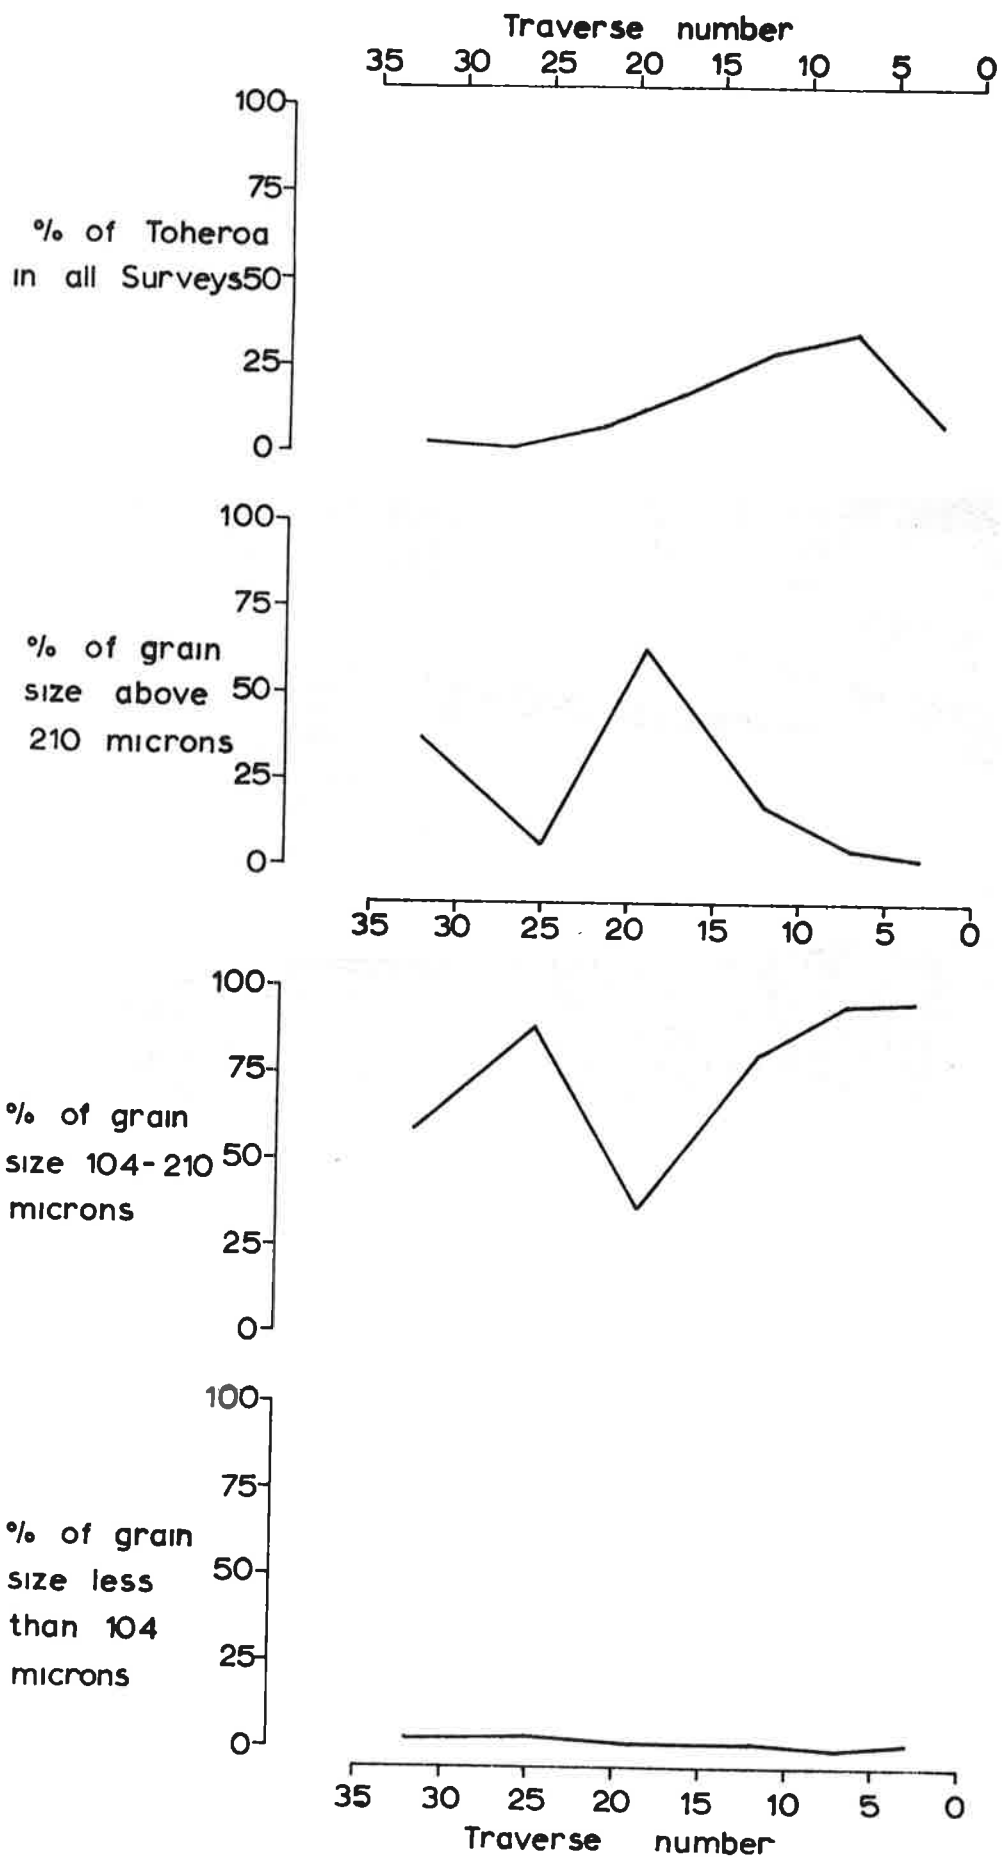 Traverse number
35 30 25 20 15 10 5 0
100
75
% of Toheroa
in all Surveys 50
25
0
100
75
% of grain
size above 50
210 microns
25
0
35 30 25 20 15 10 5 0
100
75
% of grain
size 104-210 50
microns
25
0
100
75
% of grain
50
size less
than 104
25
microns
0
35 30 25 20 15 10 5 0
Traverse number